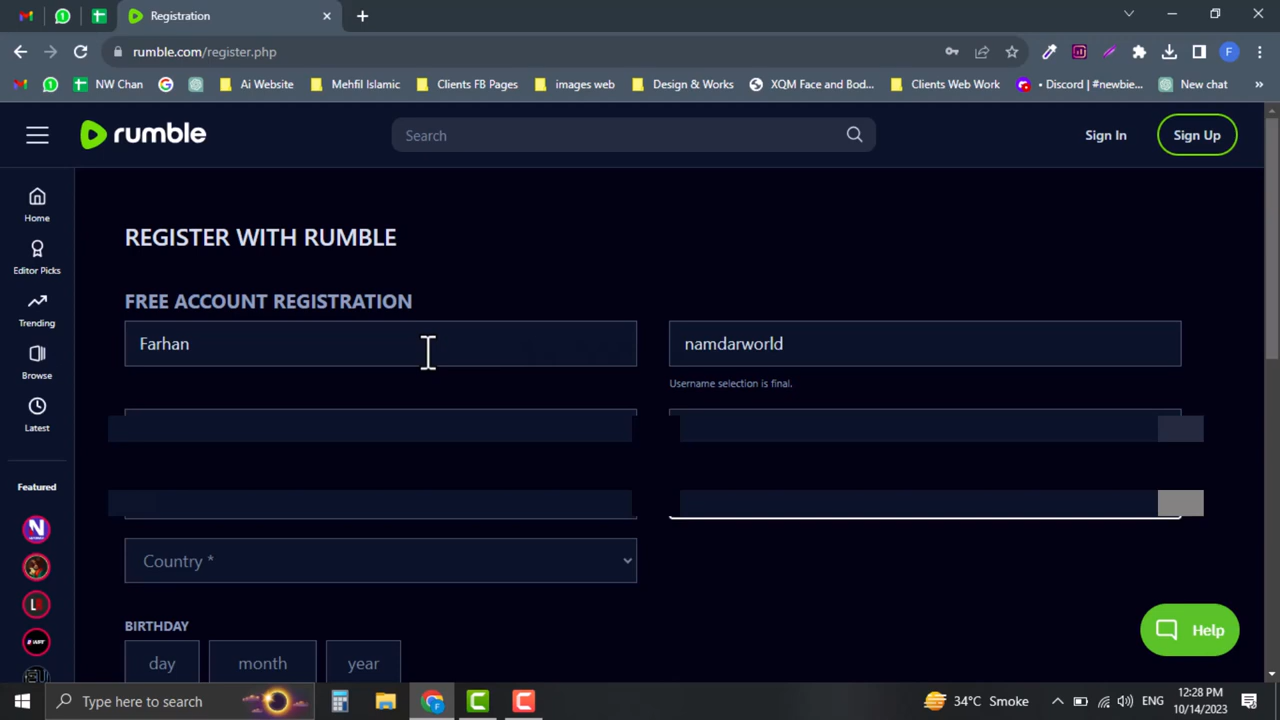 Registration
rumble.com/register.php
NW Chan
Ai Website
Mehfil Islamic
Clients FB Pages
images web
Design & Works
XQM Face and Bod...
Clients Web Work
• Discord | #newbie...
New chat
»
rumble
Search
Sign In
Sign Up
Home
Editor Picks
Trending
Browse
Latest
Featured
REGISTER WITH RUMBLE
FREE ACCOUNT REGISTRATION
Farhan
namdarworld
Username selection is final.
Country *
BIRTHDAY
day
month
year
Help
Type here to search
34°C Smoke
ENG
12:28 PM
10/14/2023